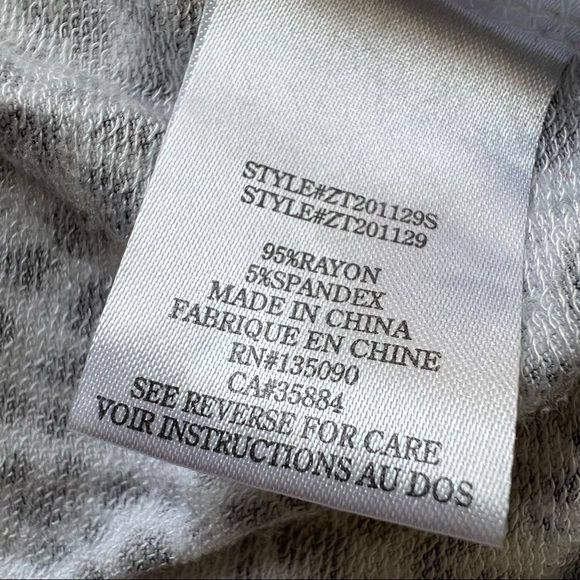 STYLE#ZT201129S
STYLE#ZT201129
95%RAYON
5%SPANDEX
MADE IN CHINA
FABRIQUE EN CHINE
RN#135090
CA#35884
SEE REVERSE FOR CARE
VOIR INSTRUCTIONS AU DOS